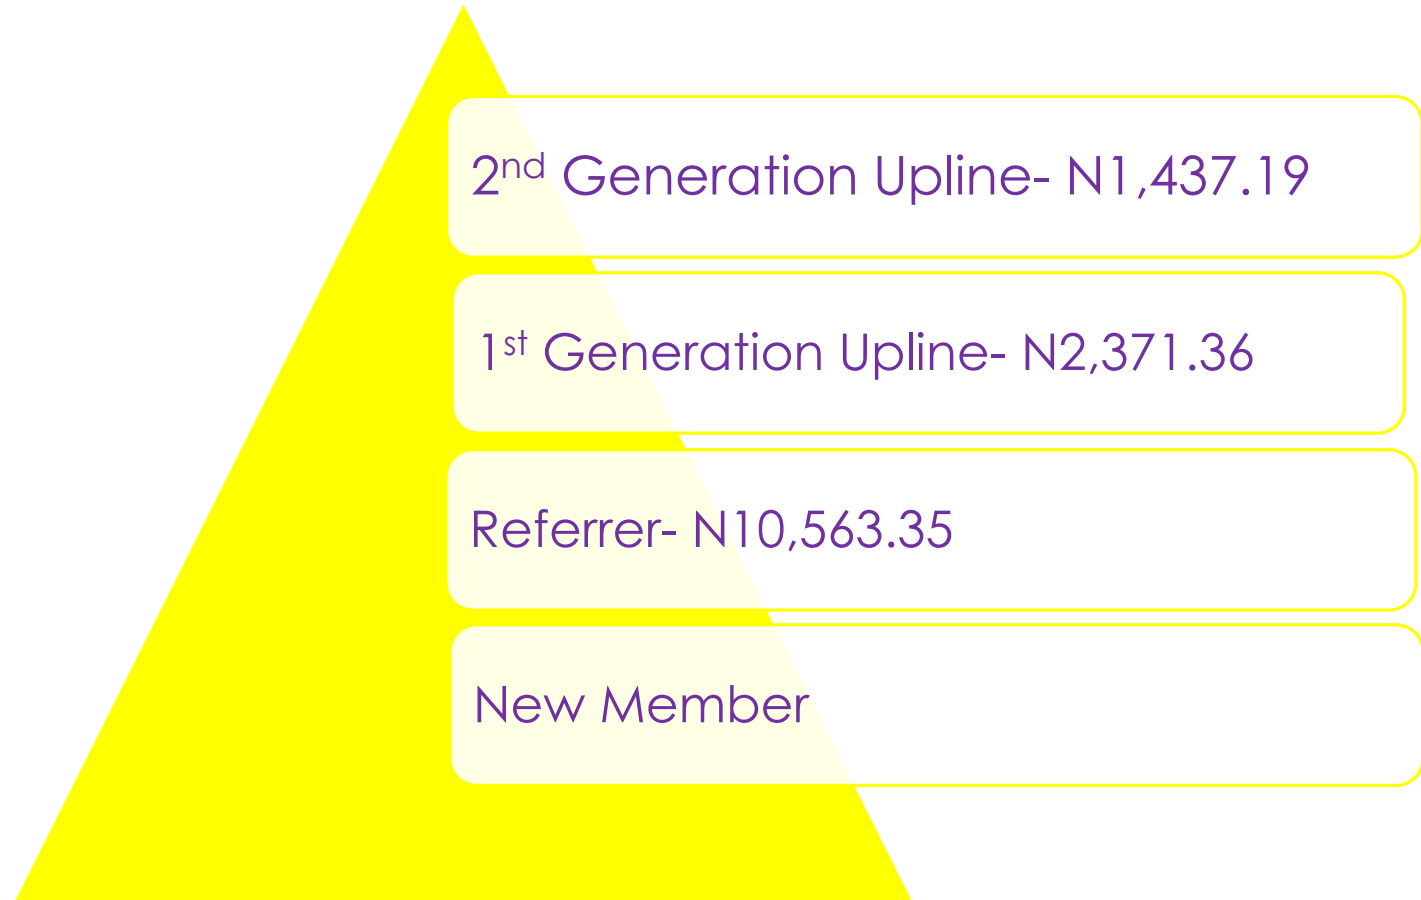 2nd Generation Upline- N1,437.19
1st Generation Upline- N2,371.36
Referrer- N10,563.35
New Member